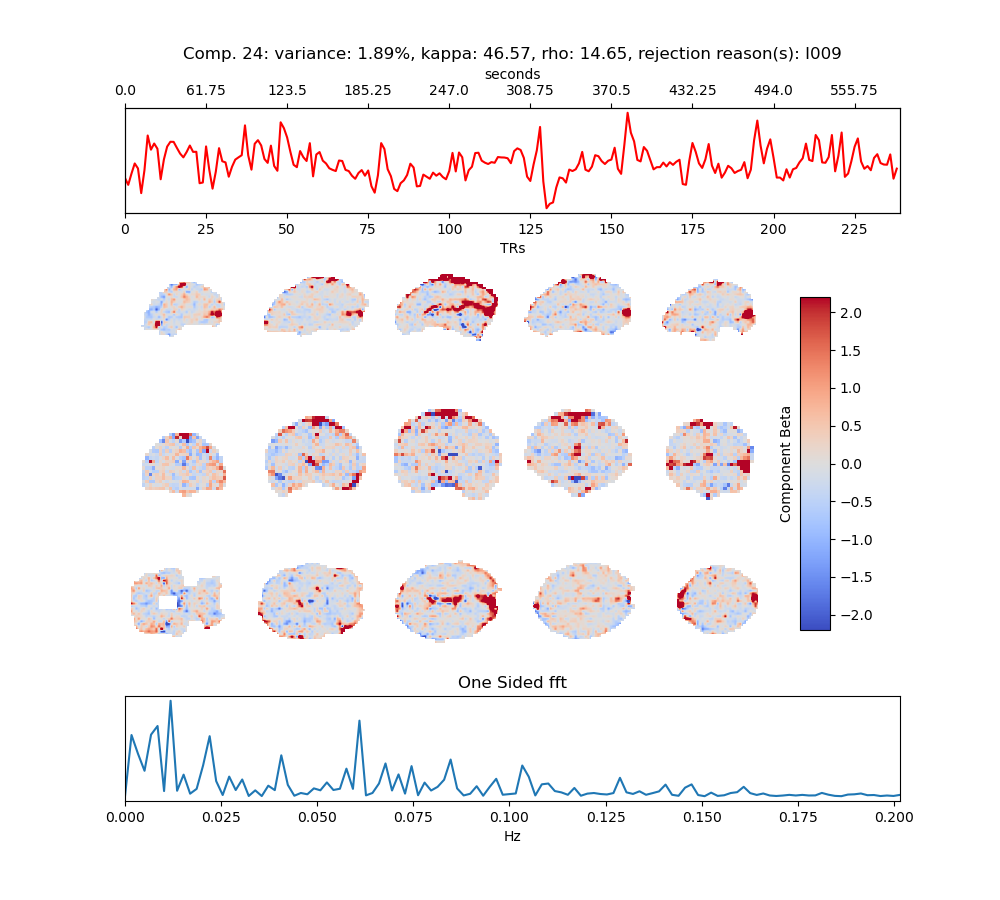 Comp. 24: variance: 1.89%, kappa: 46.57, rho: 14.65, rejection reason(s): I009
seconds
0.0 61.75 123.5 185.25 247.0 308.75 370.5 432.25 494.0 555.75
0 25 50 75 100 125 150 175 200 225
TRs
2.0
1.5
1.0
0.5
0.0
−0.5
−1.0
−1.5
−2.0
Component Beta
One Sided fft
0.000 0.025 0.050 0.075 0.100 0.125 0.150 0.175 0.200
Hz